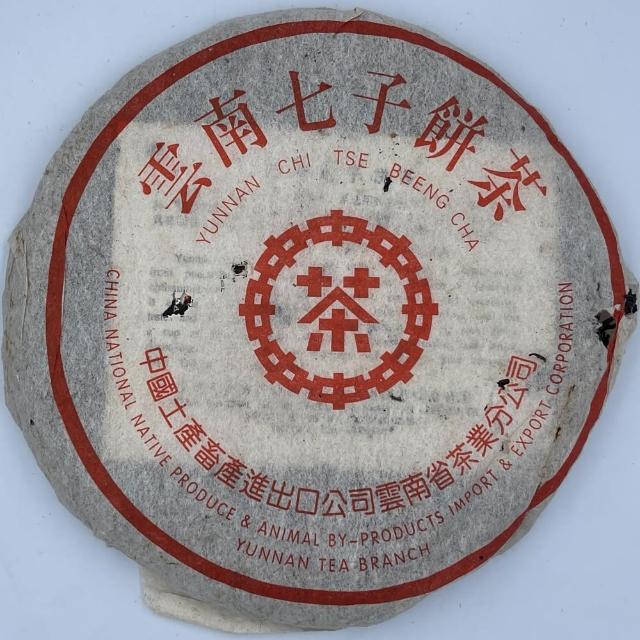 雲南七子餅茶
YUNNAN CHI TSE BEENG CHA
茶
中國土產畜產進出口公司雲南省茶業分公司
CHINA NATIONAL NATIVE PRODUCE & ANIMAL BY-PRODUCTS IMPORT & EXPORT CORPORATION
YUNNAN TEA BRANCH